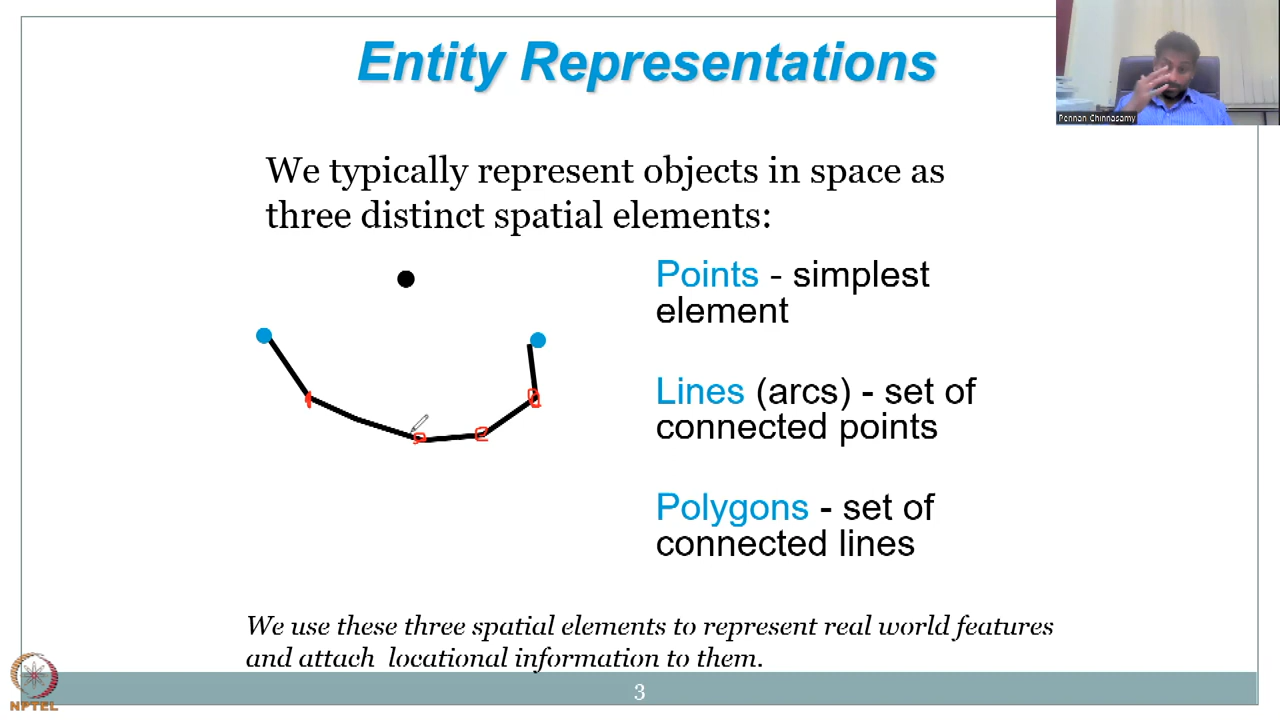 Entity Representations
Pennan Chinnasamy
We typically represent objects in space as
three distinct spatial elements:
Points - simplest
element
Lines (arcs) - set of
connected points
Polygons - set of
connected lines
We use these three spatial elements to represent real world features
and attach locational information to them.
NPTEL
3